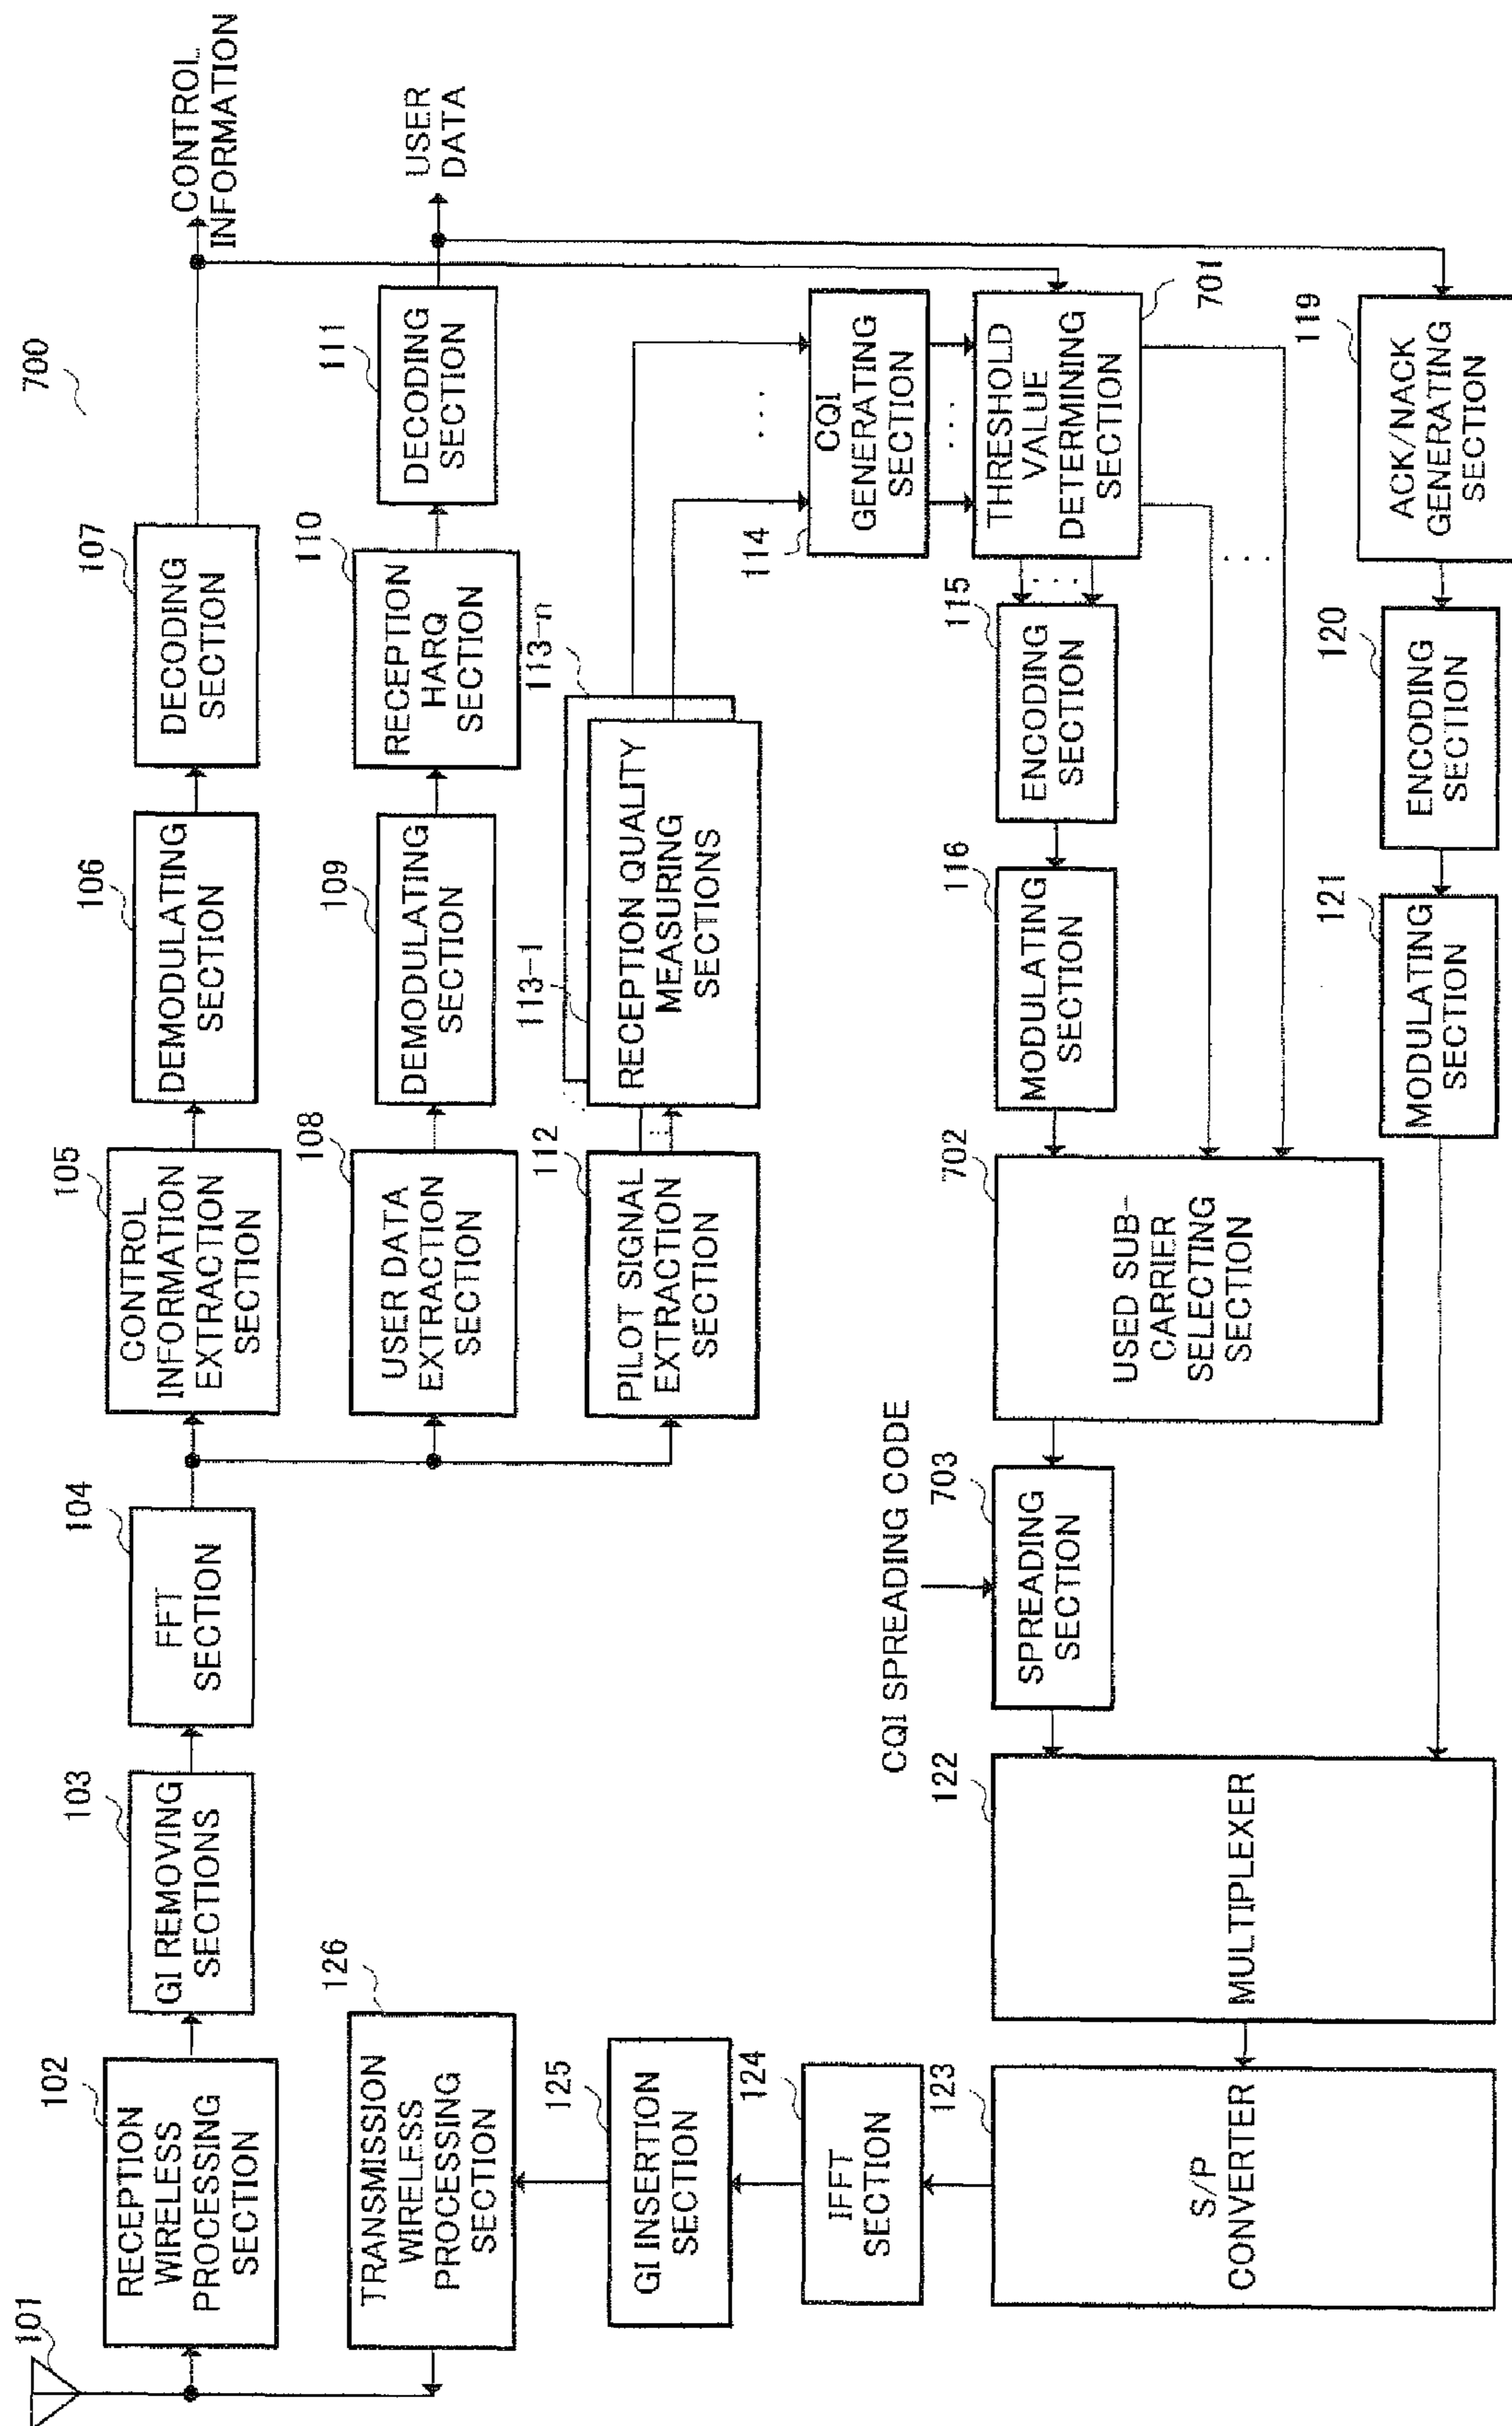 700
101
102
RECEPTION
WIRELESS
PROCESSING
SECTION
103
GI REMOVING
SECTIONS
104
FFT
SECTION
105
CONTROL
INFORMATION
EXTRACTION
SECTION
106
DEMODULATING
SECTION
107
DECODING
SECTION
CONTROL
INFORMATION
108
USER DATA
EXTRACTION
SECTION
109
DEMODULATING
SECTION
110
RECEPTION
HARQ
SECTION
111
DECODING
SECTION
USER
DATA
112
PILOT SIGNAL
EXTRACTION
SECTION
113-1
113-n
RECEPTION QUALITY
MEASURING
SECTIONS
114
CQI
GENERATING
SECTION
701
THRESHOLD
VALUE
DETERMINING
SECTION
115
ENCODING
SECTION
116
MODULATING
SECTION
702
USED SUB-
CARRIER
SELECTING
SECTION
CQI SPREADING CODE
703
SPREADING
SECTION
119
ACK/NACK
GENERATING
SECTION
120
ENCODING
SECTION
121
MODULATING
SECTION
122
MULTIPLEXER
123
S/P
CONVERTER
124
IFFT
SECTION
125
GI INSERTION
SECTION
126
TRANSMISSION
WIRELESS
PROCESSING
SECTION